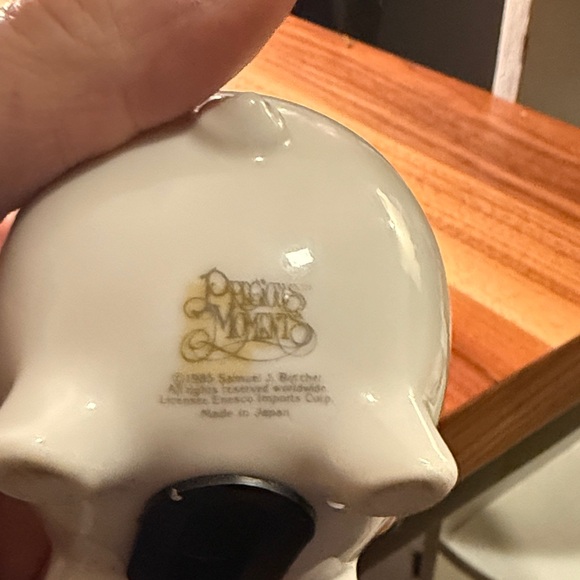 Precious
Moments
©1985 Samuel J. Butcher
All rights reserved worldwide
Licensee Enesco Imports Corp.
Made in Japan